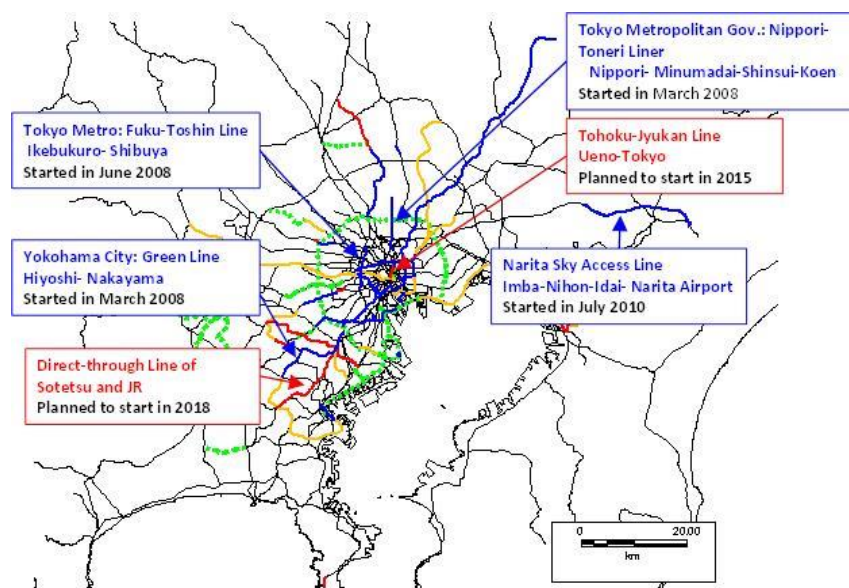 Tokyo Metropolitan Gov.: Nippori-
Toneri Liner
Nippori- Minumadai-Shinsui-Koen
Started in March 2008
Tokyo Metro: Fuku-Toshin Line
Ikebukuro- Shibuya
Started in June 2008
Tohoku-Jyukan Line
Ueno-Tokyo
Planned to start in 2015
Yokohama City: Green Line
Hiyoshi- Nakayama
Started in March 2008
Narita Sky Access Line
Imba-Nihon-Idai- Narita Airport
Started in July 2010
Direct-through Line of
Sotetsu and JR
Planned to start in 2018
0 20.00
km